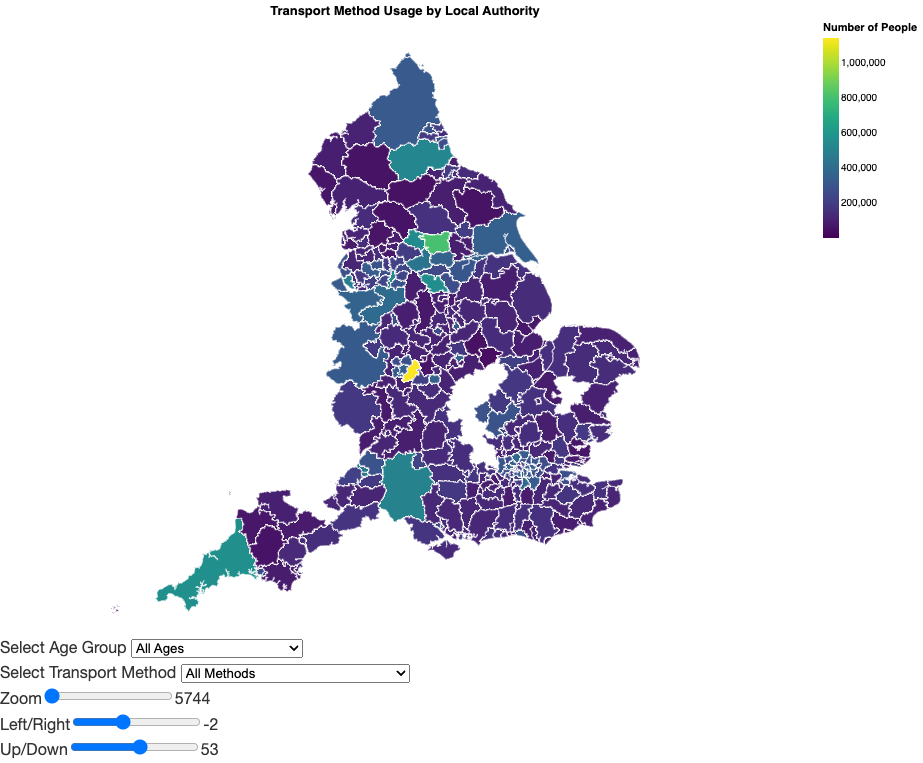 Transport Method Usage by Local Authority
Number of People
1,000,000
800,000
600,000
400,000
200,000
Select Age Group All Ages
Select Transport Method All Methods
Zoom 5744
Left/Right -2
Up/Down 53